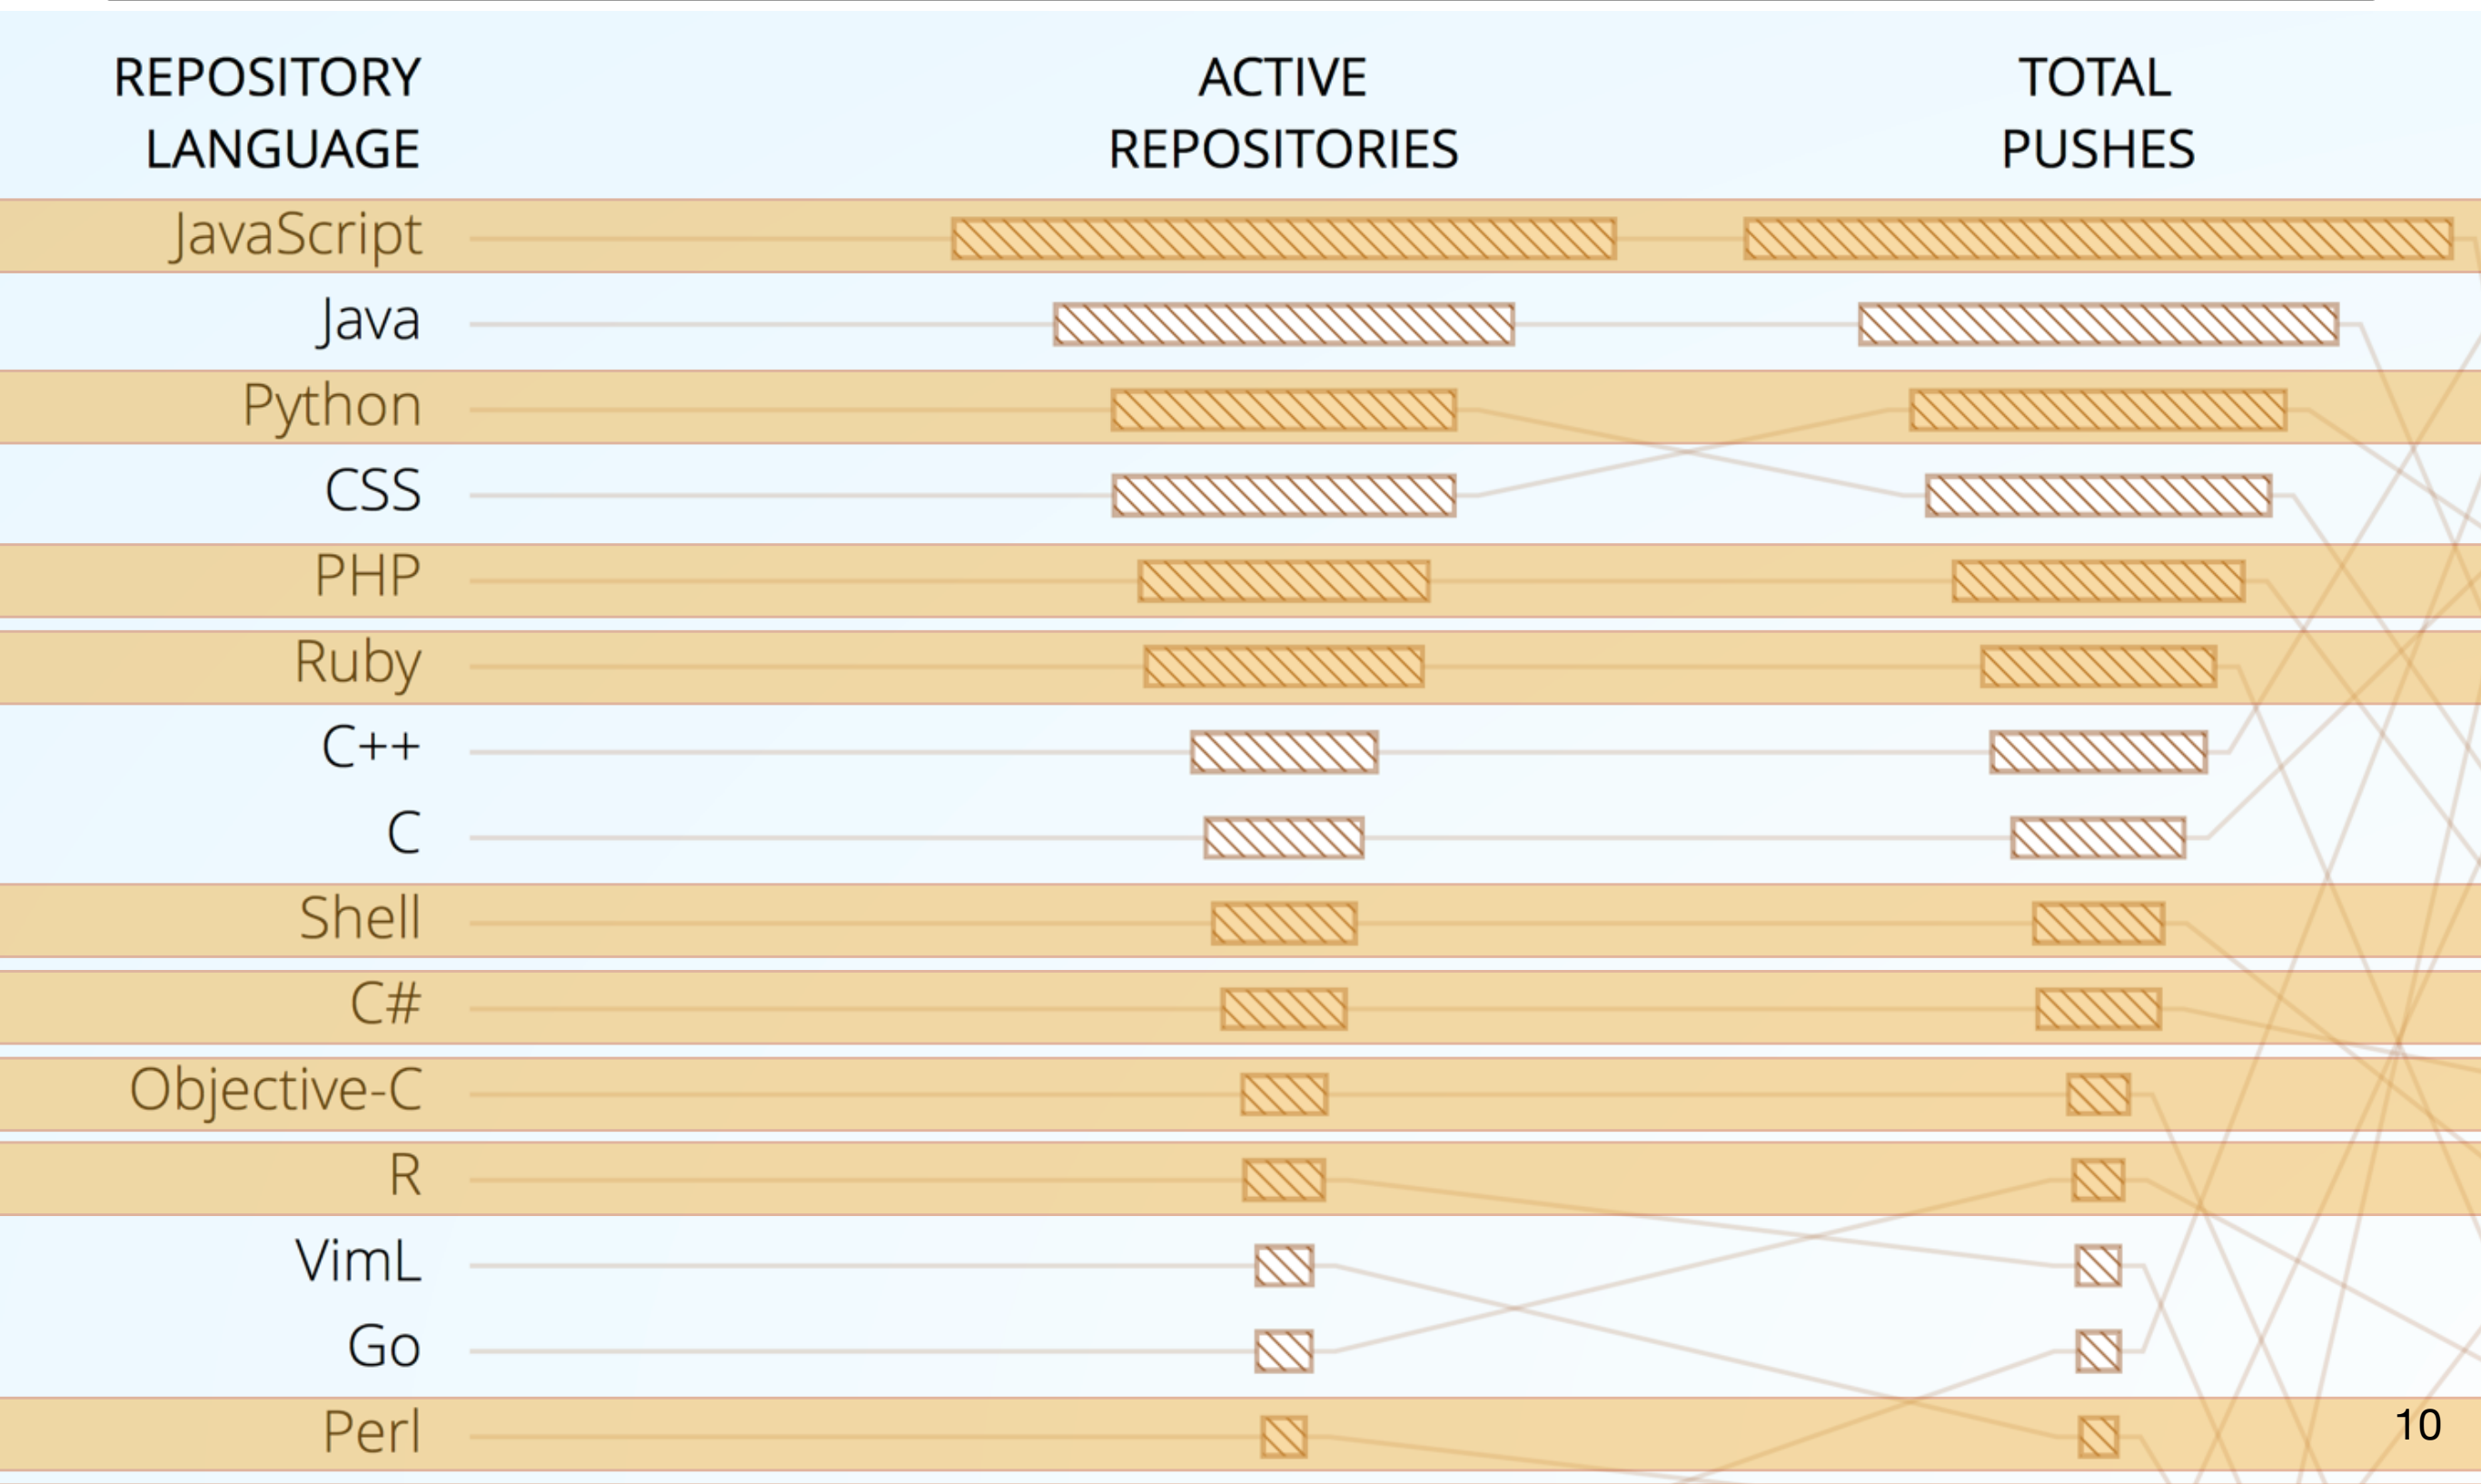 REPOSITORY
LANGUAGE
ACTIVE
REPOSITORIES
TOTAL
PUSHES
JavaScript
Java
Python
CSS
PHP
Ruby
C++
C
Shell
C#
Objective-C
R
VimL
Go
Perl
10